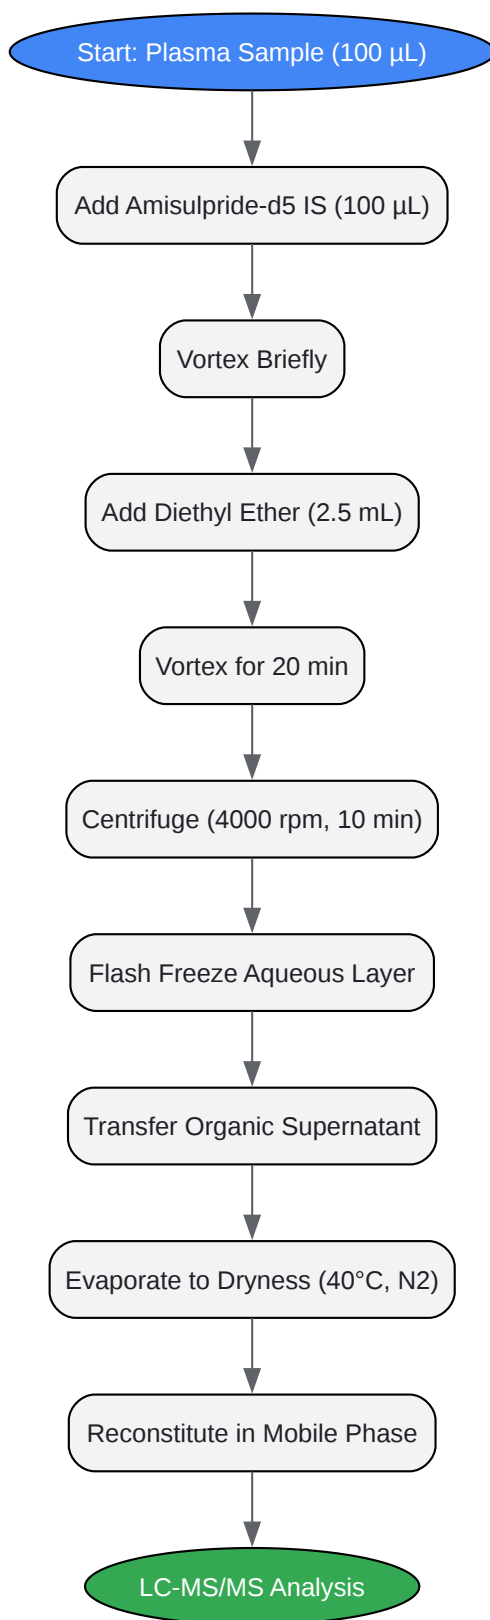 Start: Plasma Sample (100 µL)
Add Amisulpride-d5 IS (100 µL)
Vortex Briefly
Add Diethyl Ether (2.5 mL)
Vortex for 20 min
Centrifuge (4000 rpm, 10 min)
Flash Freeze Aqueous Layer
Transfer Organic Supernatant
Evaporate to Dryness (40°C, N2)
Reconstitute in Mobile Phase
LC-MS/MS Analysis